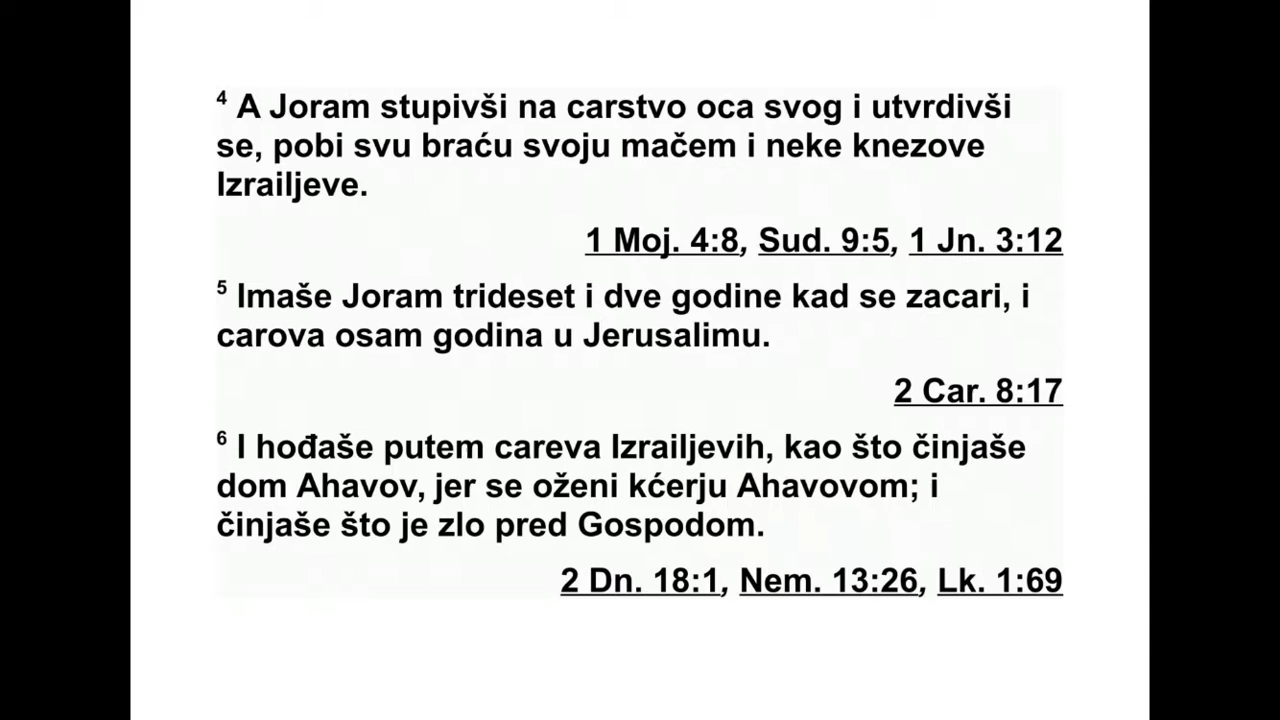 4 A Joram stupivši na carstvo oca svog i utvrdivši
se, pobi svu braću svoju mačem i neke knezove
Izrailjeve.
1 Moj. 4:8, Sud. 9:5, 1 Jn. 3:12
5 Imaše Joram trideset i dve godine kad se zacari, i
carova osam godina u Jerusalimu.
2 Car. 8:17
6 I hođaše putem careva Izrailjevih, kao što činjaše
dom Ahavov, jer se oženi kćerju Ahavovom; i
činjaše što je zlo pred Gospodom.
2 Dn. 18:1, Nem. 13:26, Lk. 1:69